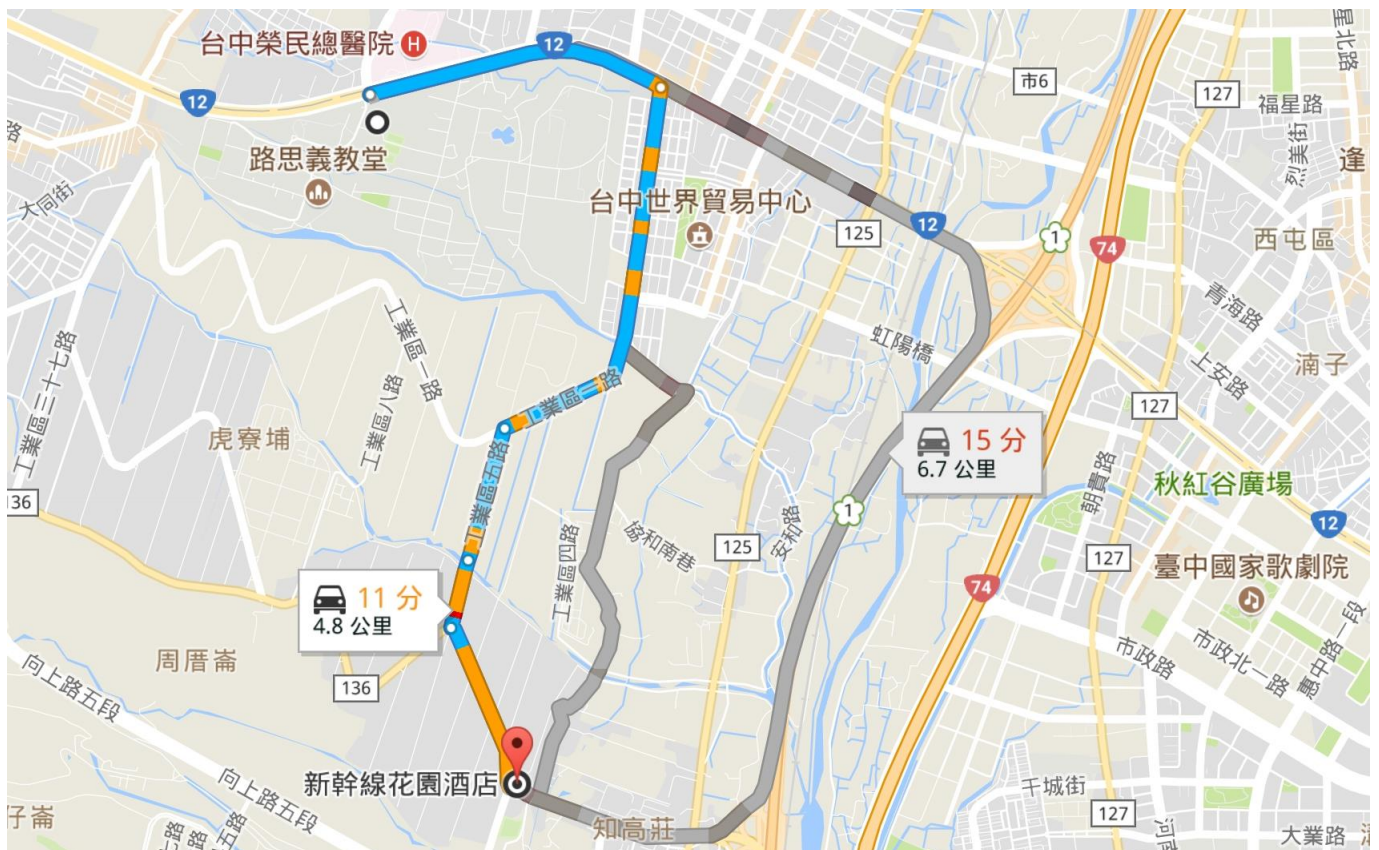 台中榮民總醫院 H
12
12
市6
127
福星路
星北路
烈美街
逢
路思義教堂
大同街
路
台中世界貿易中心
125
12
1
74
西屯區
青海路
工業區一路
虹陽橋
上安路
湳子
工業區三十七路
工業區八路
工業區一路
虎寮埔
127
15 分
6.7 公里
朝貴路
秋紅谷廣場
136
工業區五路
1
12
協和南巷
125
安和路
工業區四路
127
臺中國家歌劇院
11 分
4.8 公里
74
周厝崙
136
市政路
市政北一路
惠中路一段
向上路五段
新幹線花園酒店
向上路五段
知高莊
千城街
127
仔崙
大業路